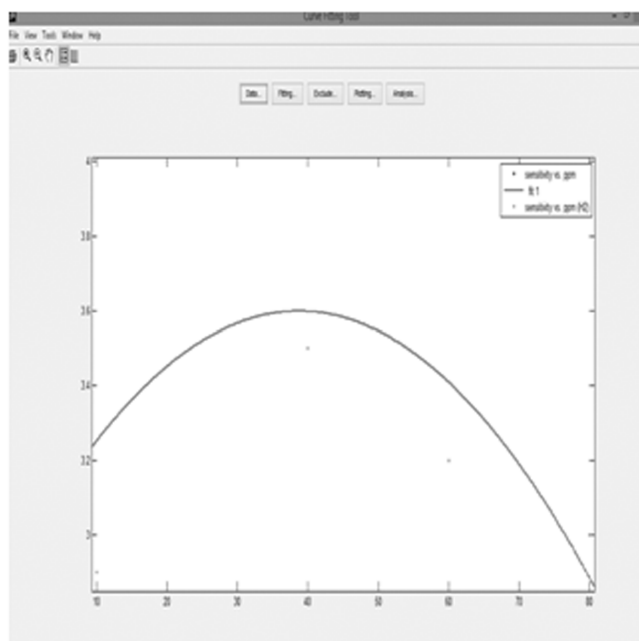 Curve Fitting Tool
File View Tools Window Help
Data... Fitting... Exclude... Plotting... Analysis...
sensitivity vs. ppm
fit 1
sensitivity vs. ppm (H2)
4
3.8
3.6
3.4
3.2
3
10 20 30 40 50 60 70 80